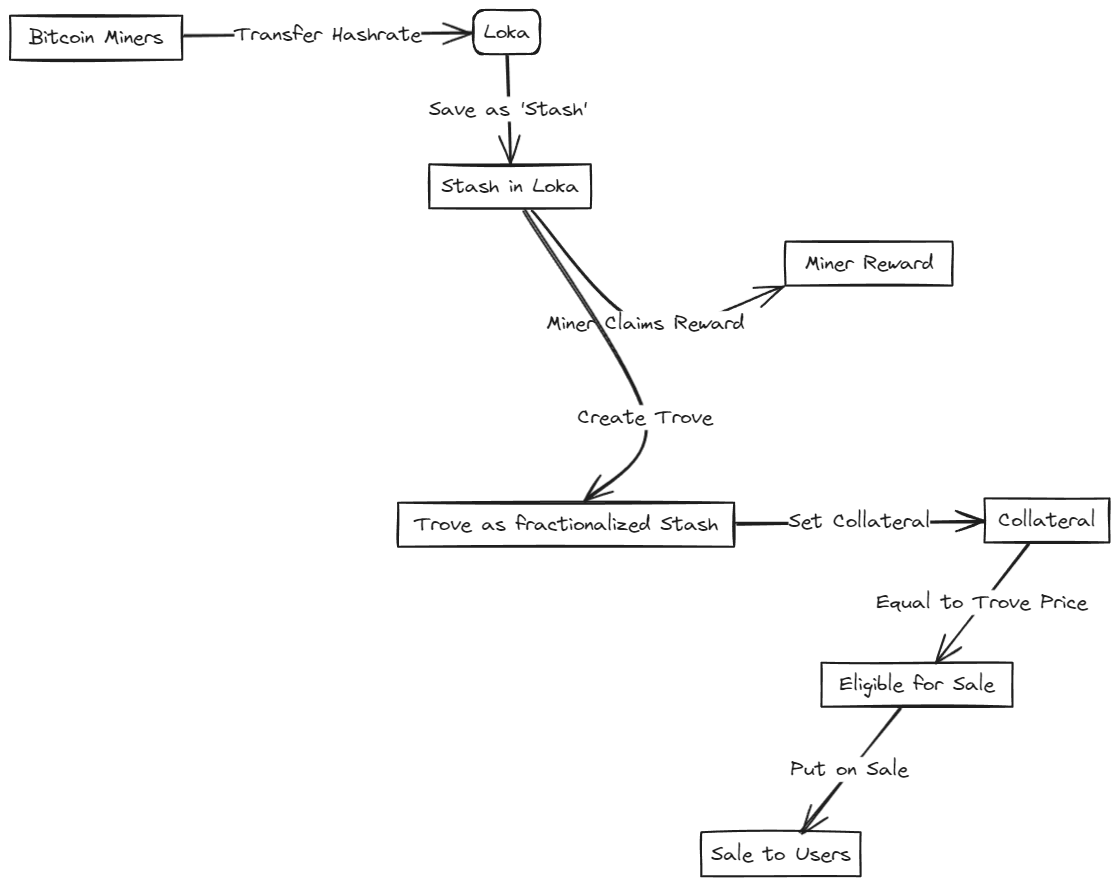 Bitcoin Miners
Transfer Hashrate
Loka
Save as 'Stash'
Stash in Loka
Miner Reward
Miner Claims Reward
Create Trove
Trove as fractionalized Stash
Set Collateral
Collateral
Equal to Trove Price
Eligible for Sale
Put on Sale
Sale to Users